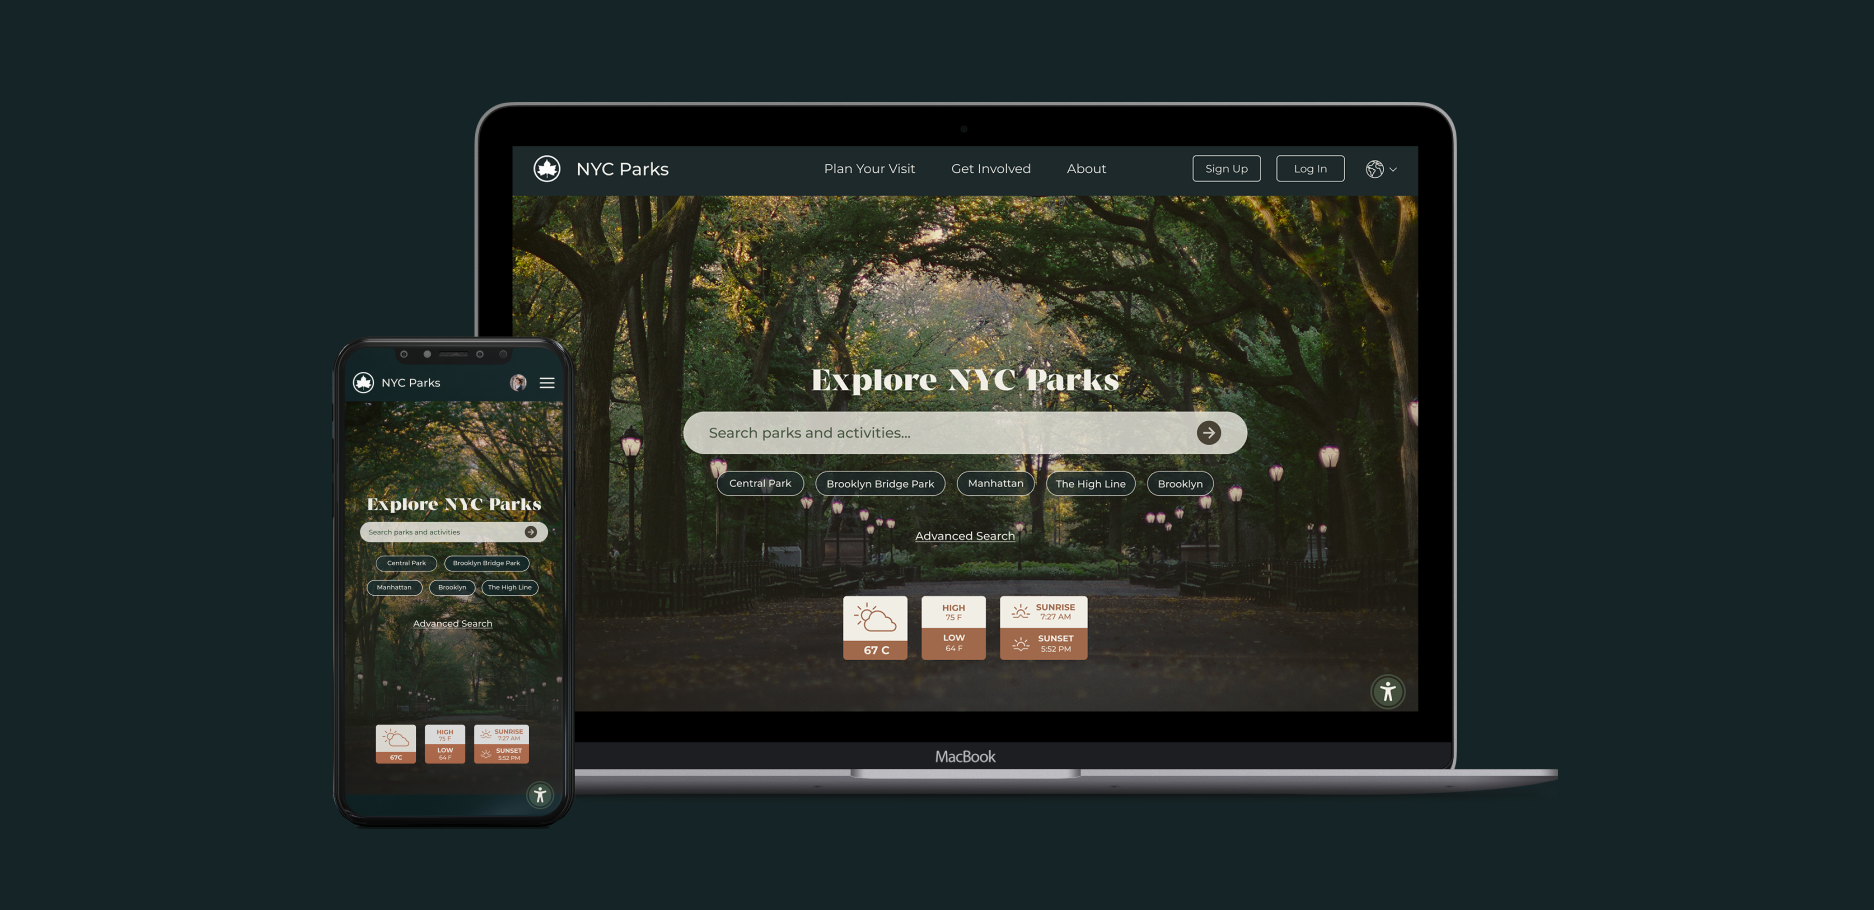 NYC Parks
Plan Your Visit
Get Involved
About
Sign Up
Log In
Explore NYC Parks
Search parks and activities...
Central Park
Brooklyn Bridge Park
Manhattan
The High Line
Brooklyn
Advanced Search
67 C
HIGH
75 F
LOW
64 F
SUNRISE
7:27 AM
SUNSET
5:52 PM
MacBook
NYC Parks
Explore NYC Parks
Search parks and activities
Central Park
Brooklyn Bridge Park
Manhattan
Brooklyn
The High Line
Advanced Search
67C
HIGH
75 F
LOW
64 F
SUNRISE
7:27 AM
SUNSET
5:52 PM